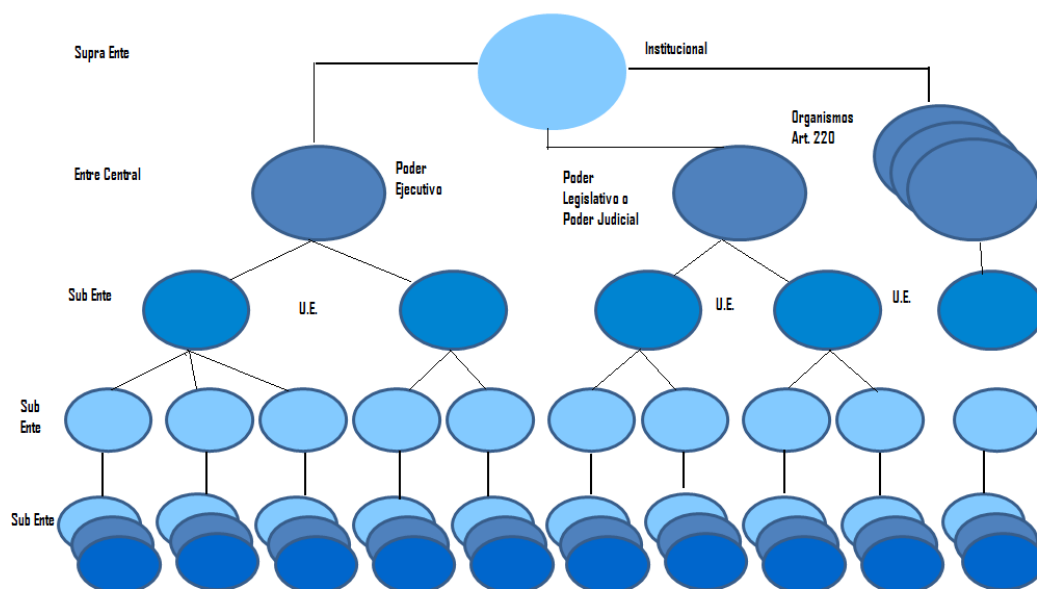 Supra Ente
Institucional
Organismos
Art. 220
Entre Central
Poder
Ejecutivo
Poder
Legislativo o
Poder Judicial
Sub Ente
U.E.
U.E.
U.E.
Sub
Ente
Sub Ente